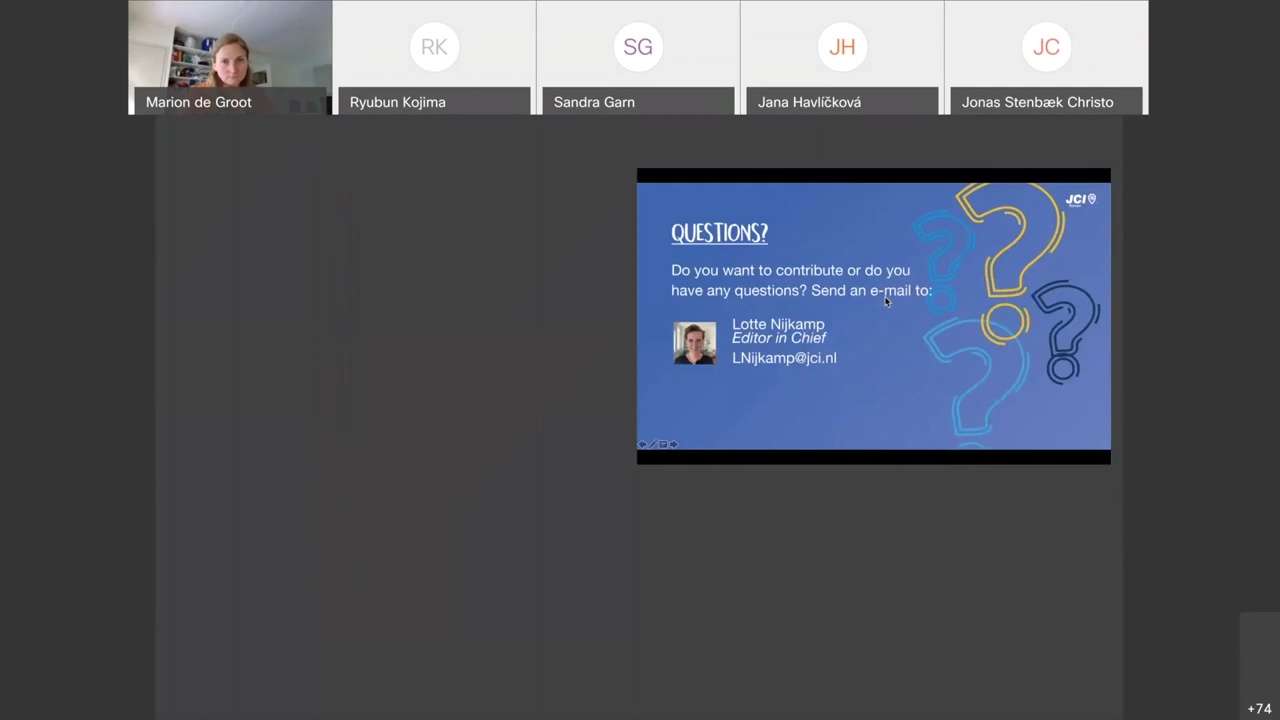 RK
SG
JH
JC
Marion de Groot
Ryubun Kojima
Sandra Garn
Jana Havlíčková
Jonas Stenbæk Christo
JCI
QUESTIONS?
Do you want to contribute or do you
have any questions? Send an e-mail to:
Lotte Nijkamp
Editor in Chief
LNijkamp@jci.nl
+74